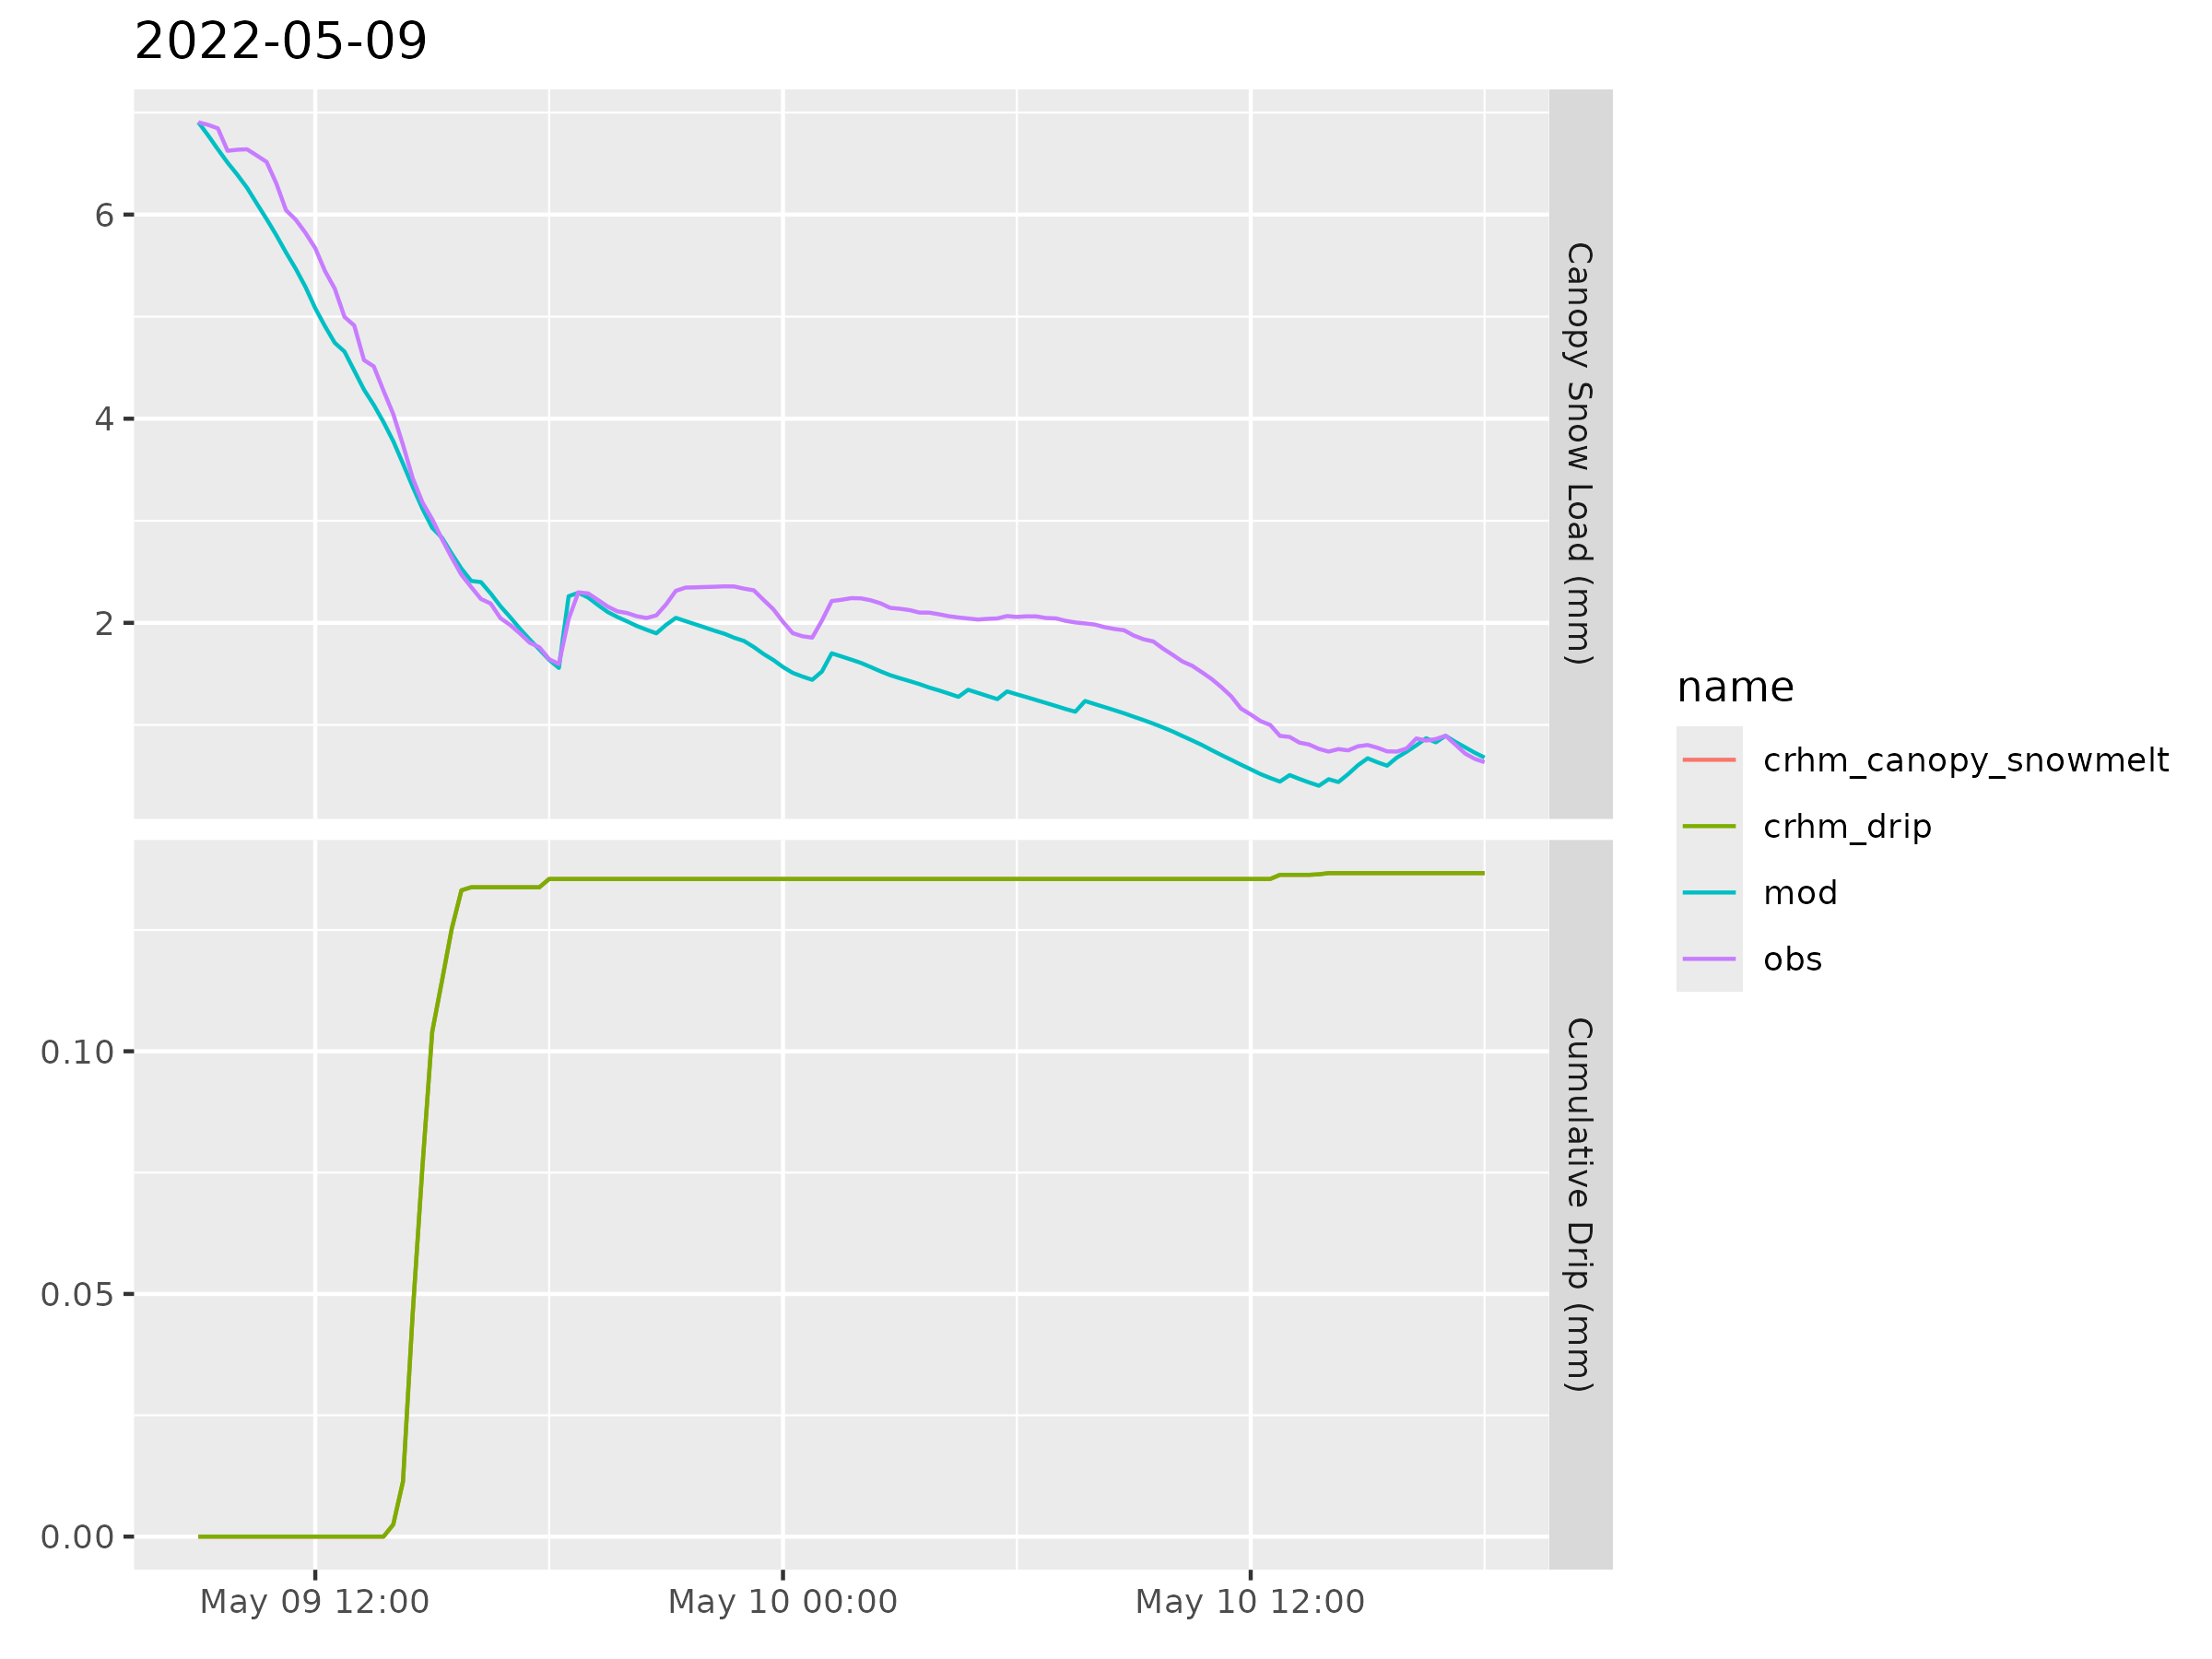 2022-05-09
6
4
2
Canopy Snow Load (mm)
0.10
0.05
0.00
Cumulative Drip (mm)
May 09 12:00
May 10 00:00
May 10 12:00
name
crhm_canopy_snowmelt
crhm_drip
mod
obs